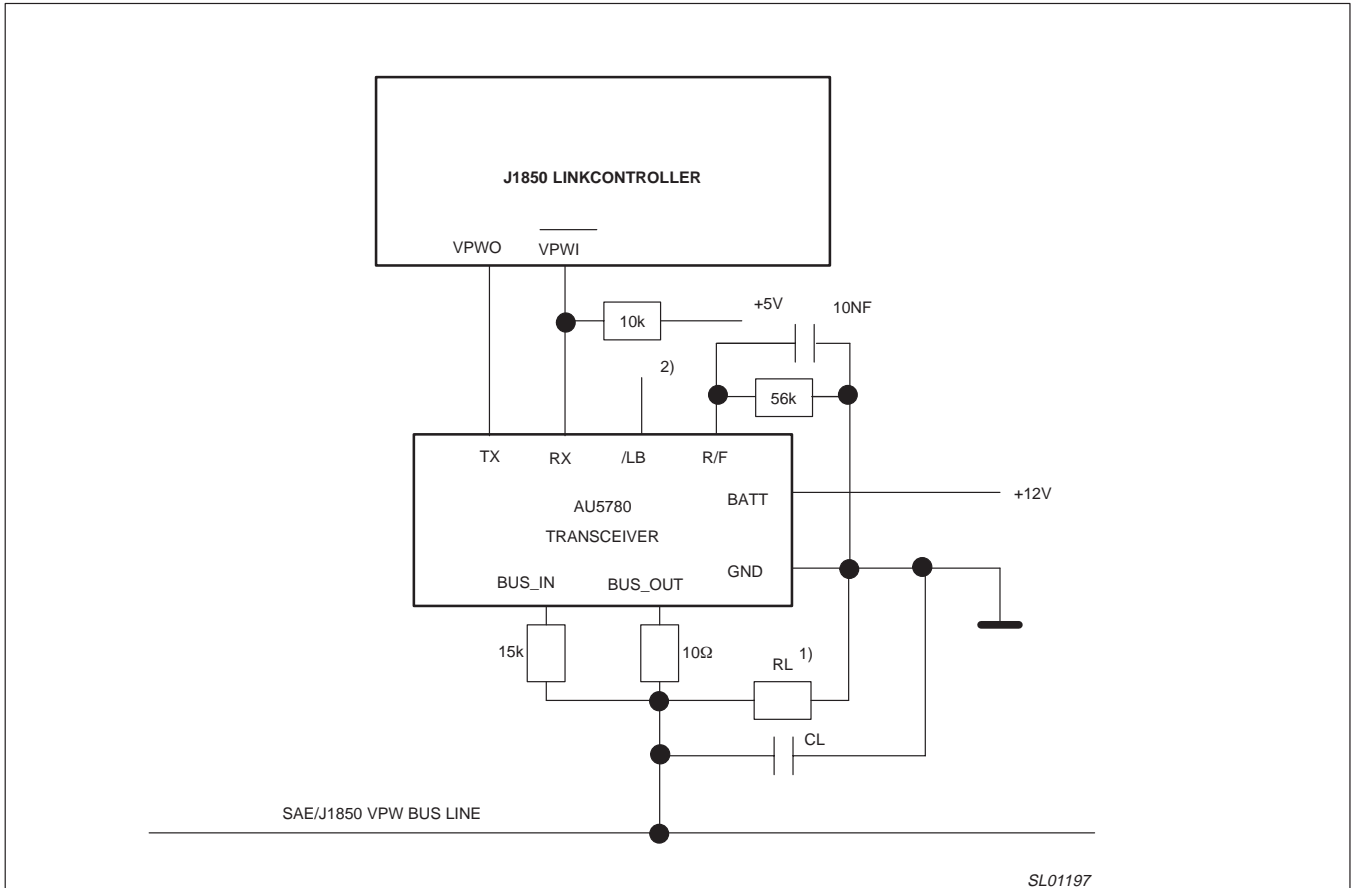 J1850 LINKCONTROLLER
VPWO
VPWI
+5V
10NF
10k
2)
56k
TX
RX
/LB
R/F
BATT
+12V
AU5780
TRANSCEIVER
GND
BUS_IN
BUS_OUT
15k
10Ω
RL 1)
CL
SAE/J1850 VPW BUS LINE
SL01197